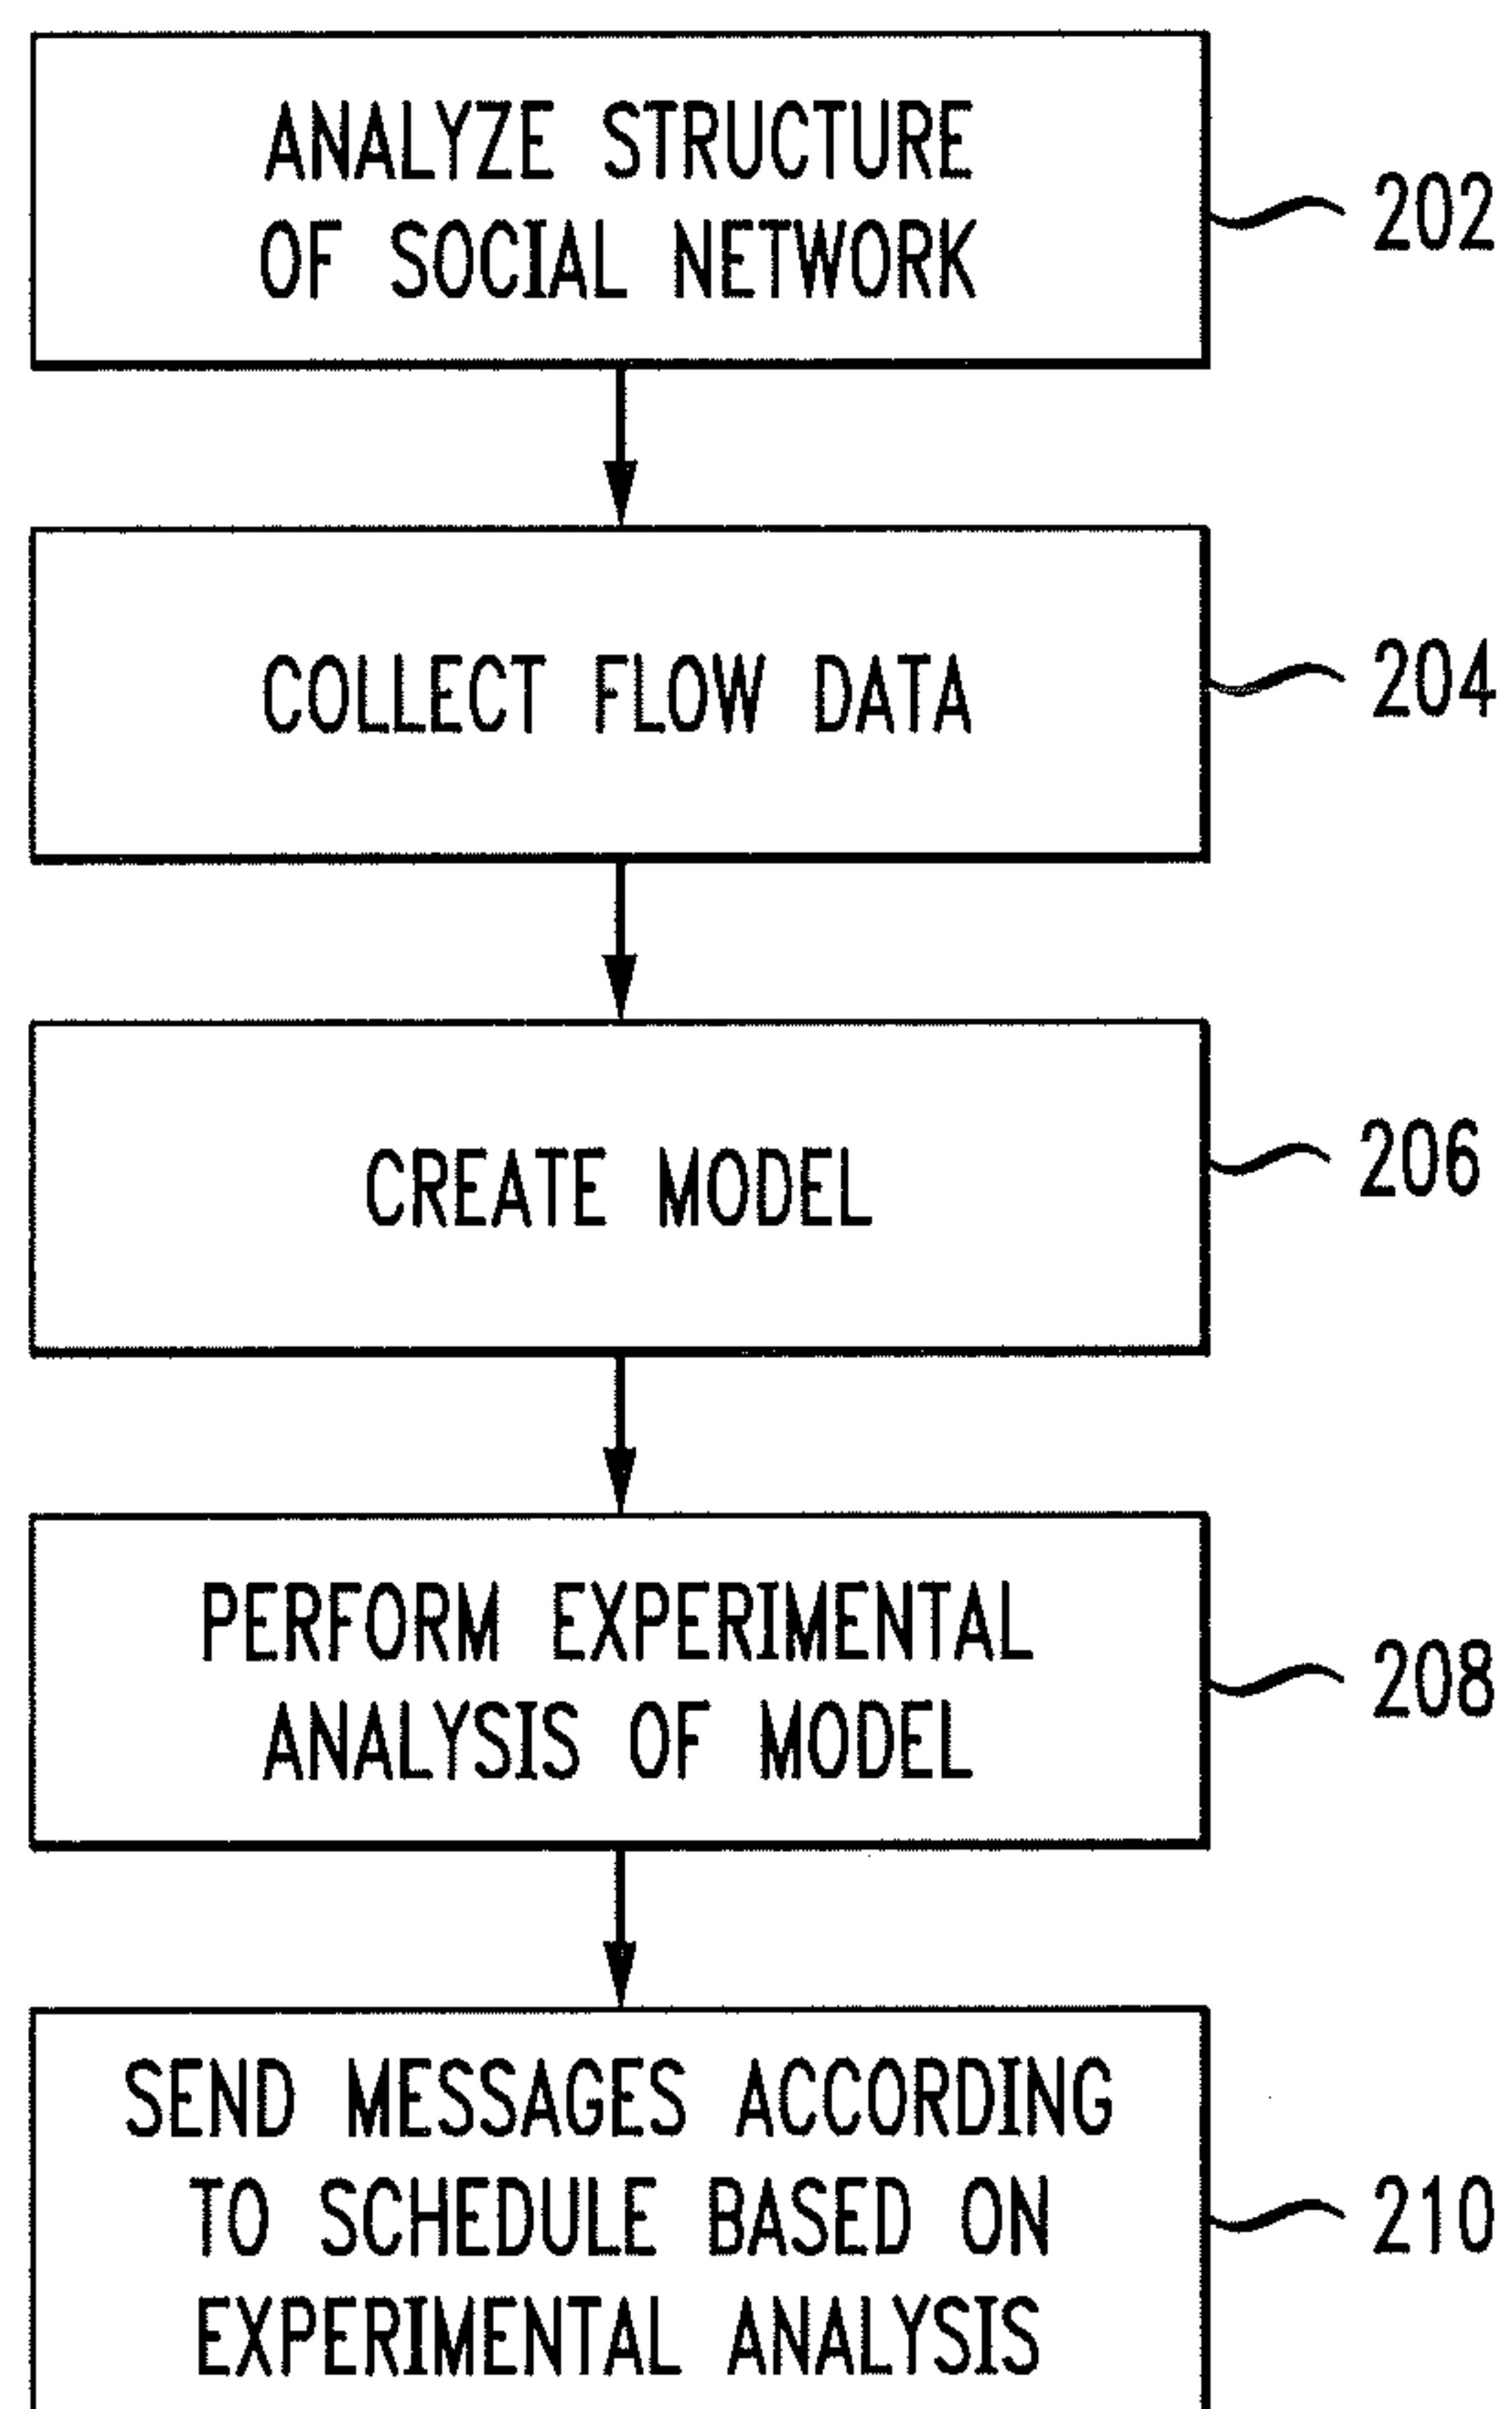 ANALYZE STRUCTURE
OF SOCIAL NETWORK
202
COLLECT FLOW DATA
204
CREATE MODEL
206
PERFORM EXPERIMENTAL
ANALYSIS OF MODEL
208
SEND MESSAGES ACCORDING
TO SCHEDULE BASED ON
EXPERIMENTAL ANALYSIS
210